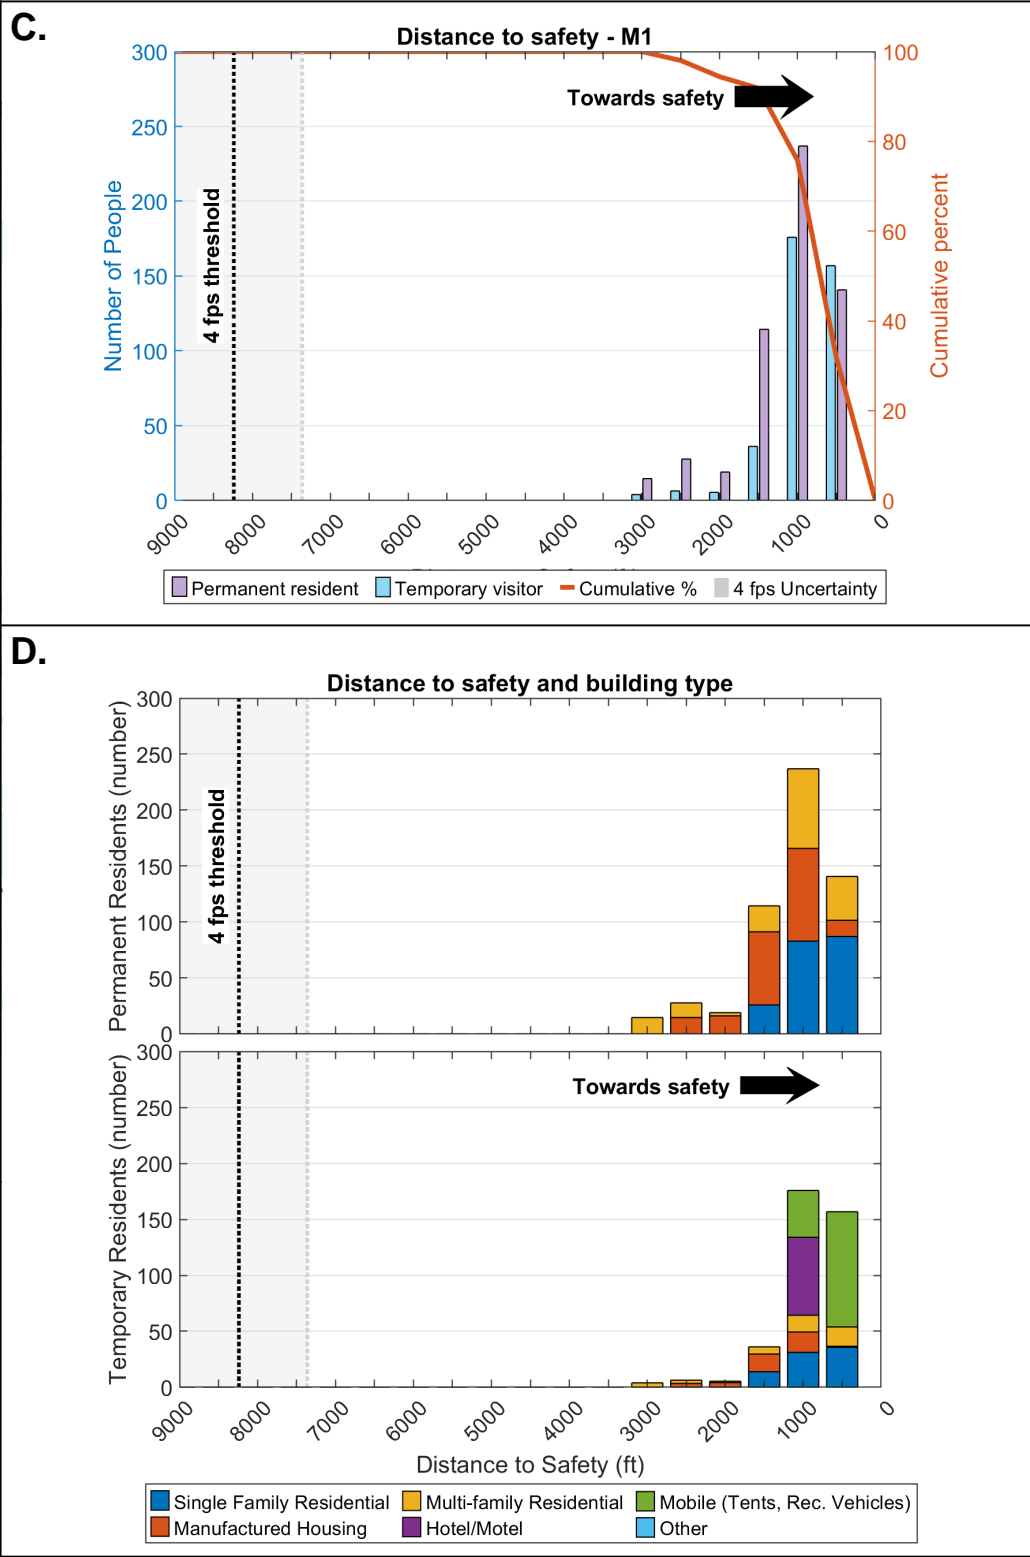 C.
Distance to safety - M1
300
250
200
150
100
50
0
Number of People
4 fps threshold
Towards safety
100
80
60
40
20
0
Cumulative percent
9000
8000
7000
6000
5000
4000
3000
2000
1000
0
Permanent resident
Temporary visitor
Cumulative %
4 fps Uncertainty
D.
Distance to safety and building type
300
250
200
150
100
50
0
Permanent Residents (number)
4 fps threshold
300
250
200
150
100
50
0
Temporary Residents (number)
Towards safety
9000
8000
7000
6000
5000
4000
3000
2000
1000
0
Distance to Safety (ft)
Single Family Residential
Multi-family Residential
Mobile (Tents, Rec. Vehicles)
Manufactured Housing
Hotel/Motel
Other